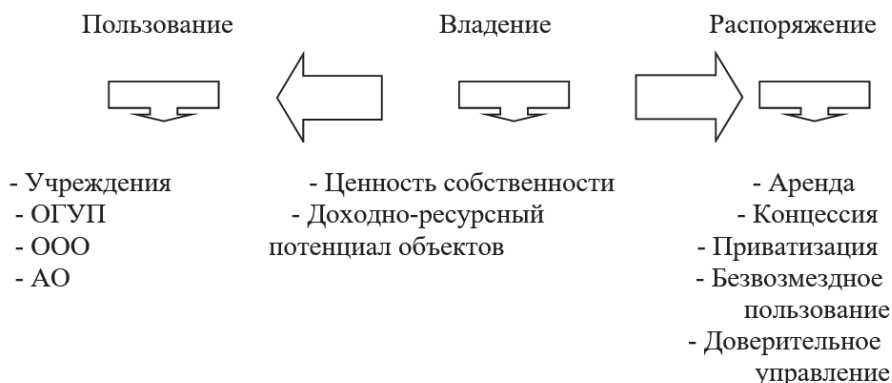 Пользование
Владение
Распоряжение
- Учреждения
- ОГУП
- ООО
- АО
- Ценность собственности
- Доходно-ресурсный
потенциал объектов
- Аренда
- Концессия
- Приватизация
- Безвозмездное
пользование
- Доверительное
управление